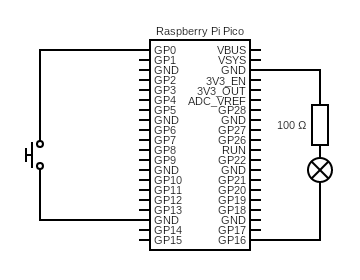 Raspberry Pi Pico
GP0 VBUS
GP1 VSYS
GND GND
GP2 3V3_EN
GP3 3V3_OUT
GP4 ADC_VREF
GP5 GP28
GND GND
GP6 GP27
GP7 GP26
GP8 RUN
GP9 GP22
GND GND
GP10 GP21
GP11 GP20
GP12 GP19
GP13 GP18
GND GND
GP14 GP17
GP15 GP16
100 Ω